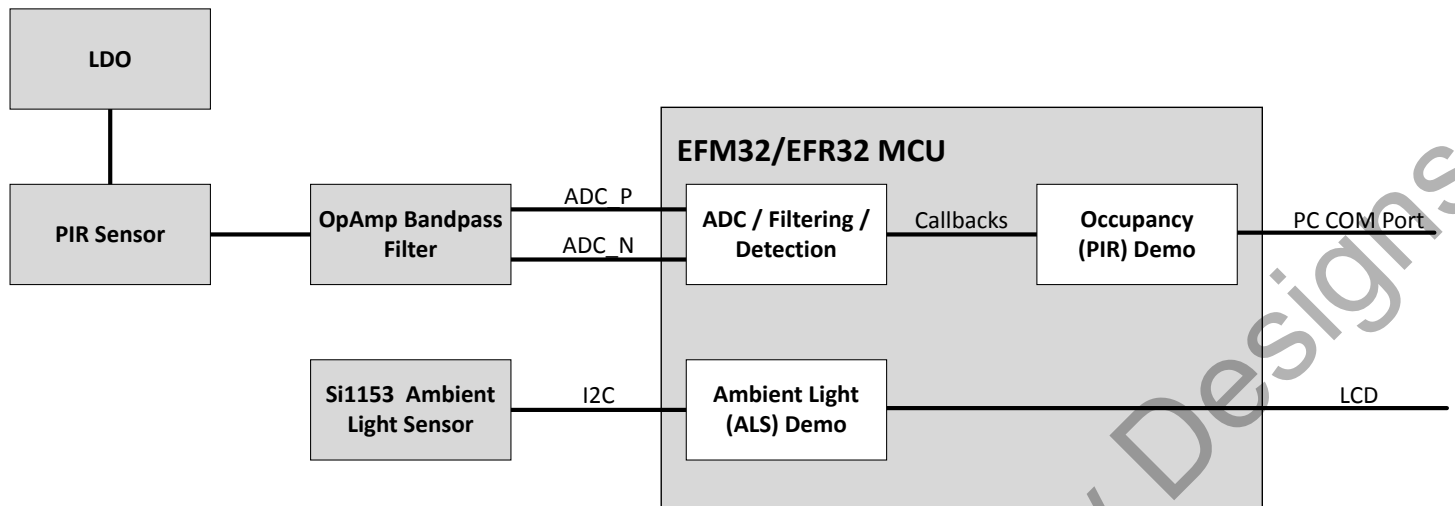 LDO
EFM32/EFR32 MCU
PIR Sensor
OpAmp Bandpass
Filter
ADC_P
ADC_N
ADC / Filtering /
Detection
Callbacks
Occupancy
(PIR) Demo
PC COM Port
Si1153 Ambient
Light Sensor
I2C
Ambient Light
(ALS) Demo
LCD
Designs